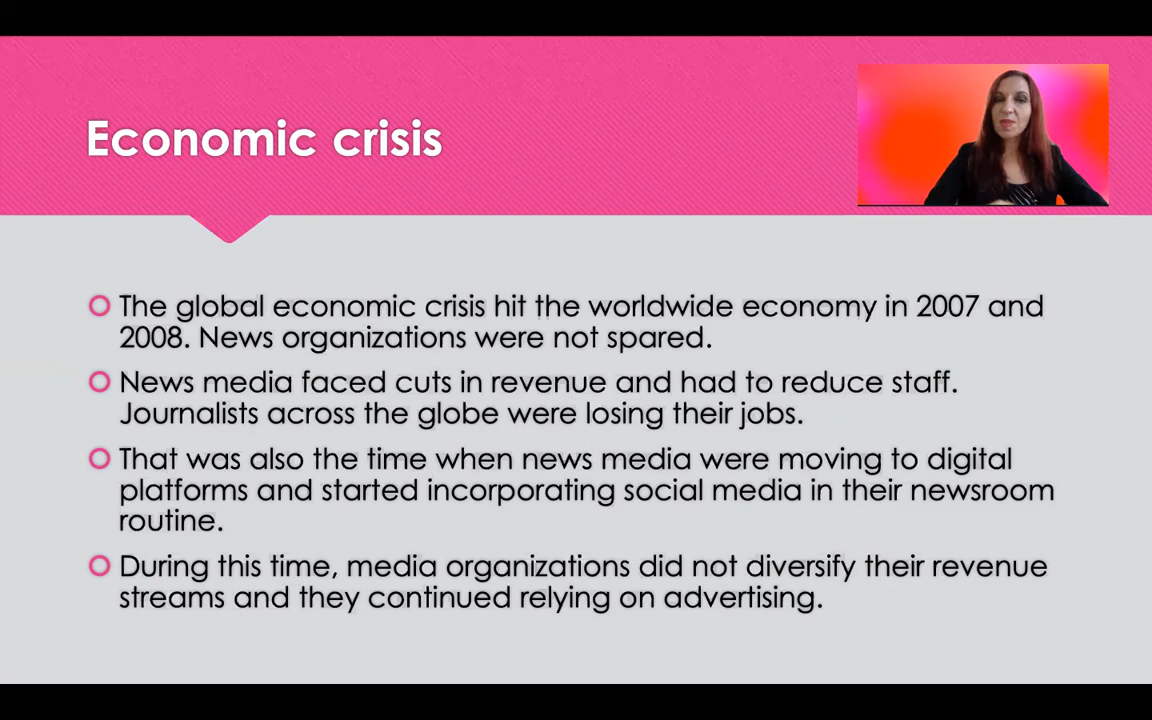 Economic crisis
The global economic crisis hit the worldwide economy in 2007 and
2008. News organizations were not spared.
News media faced cuts in revenue and had to reduce staff.
Journalists across the globe were losing their jobs.
That was also the time when news media were moving to digital
platforms and started incorporating social media in their newsroom
routine.
During this time, media organizations did not diversify their revenue
streams and they continued relying on advertising.